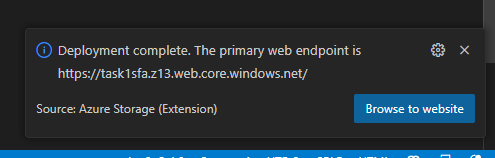 Deployment complete. The primary web endpoint is
https://task1sfa.z13.web.core.windows.net/
Source: Azure Storage (Extension)
Browse to website